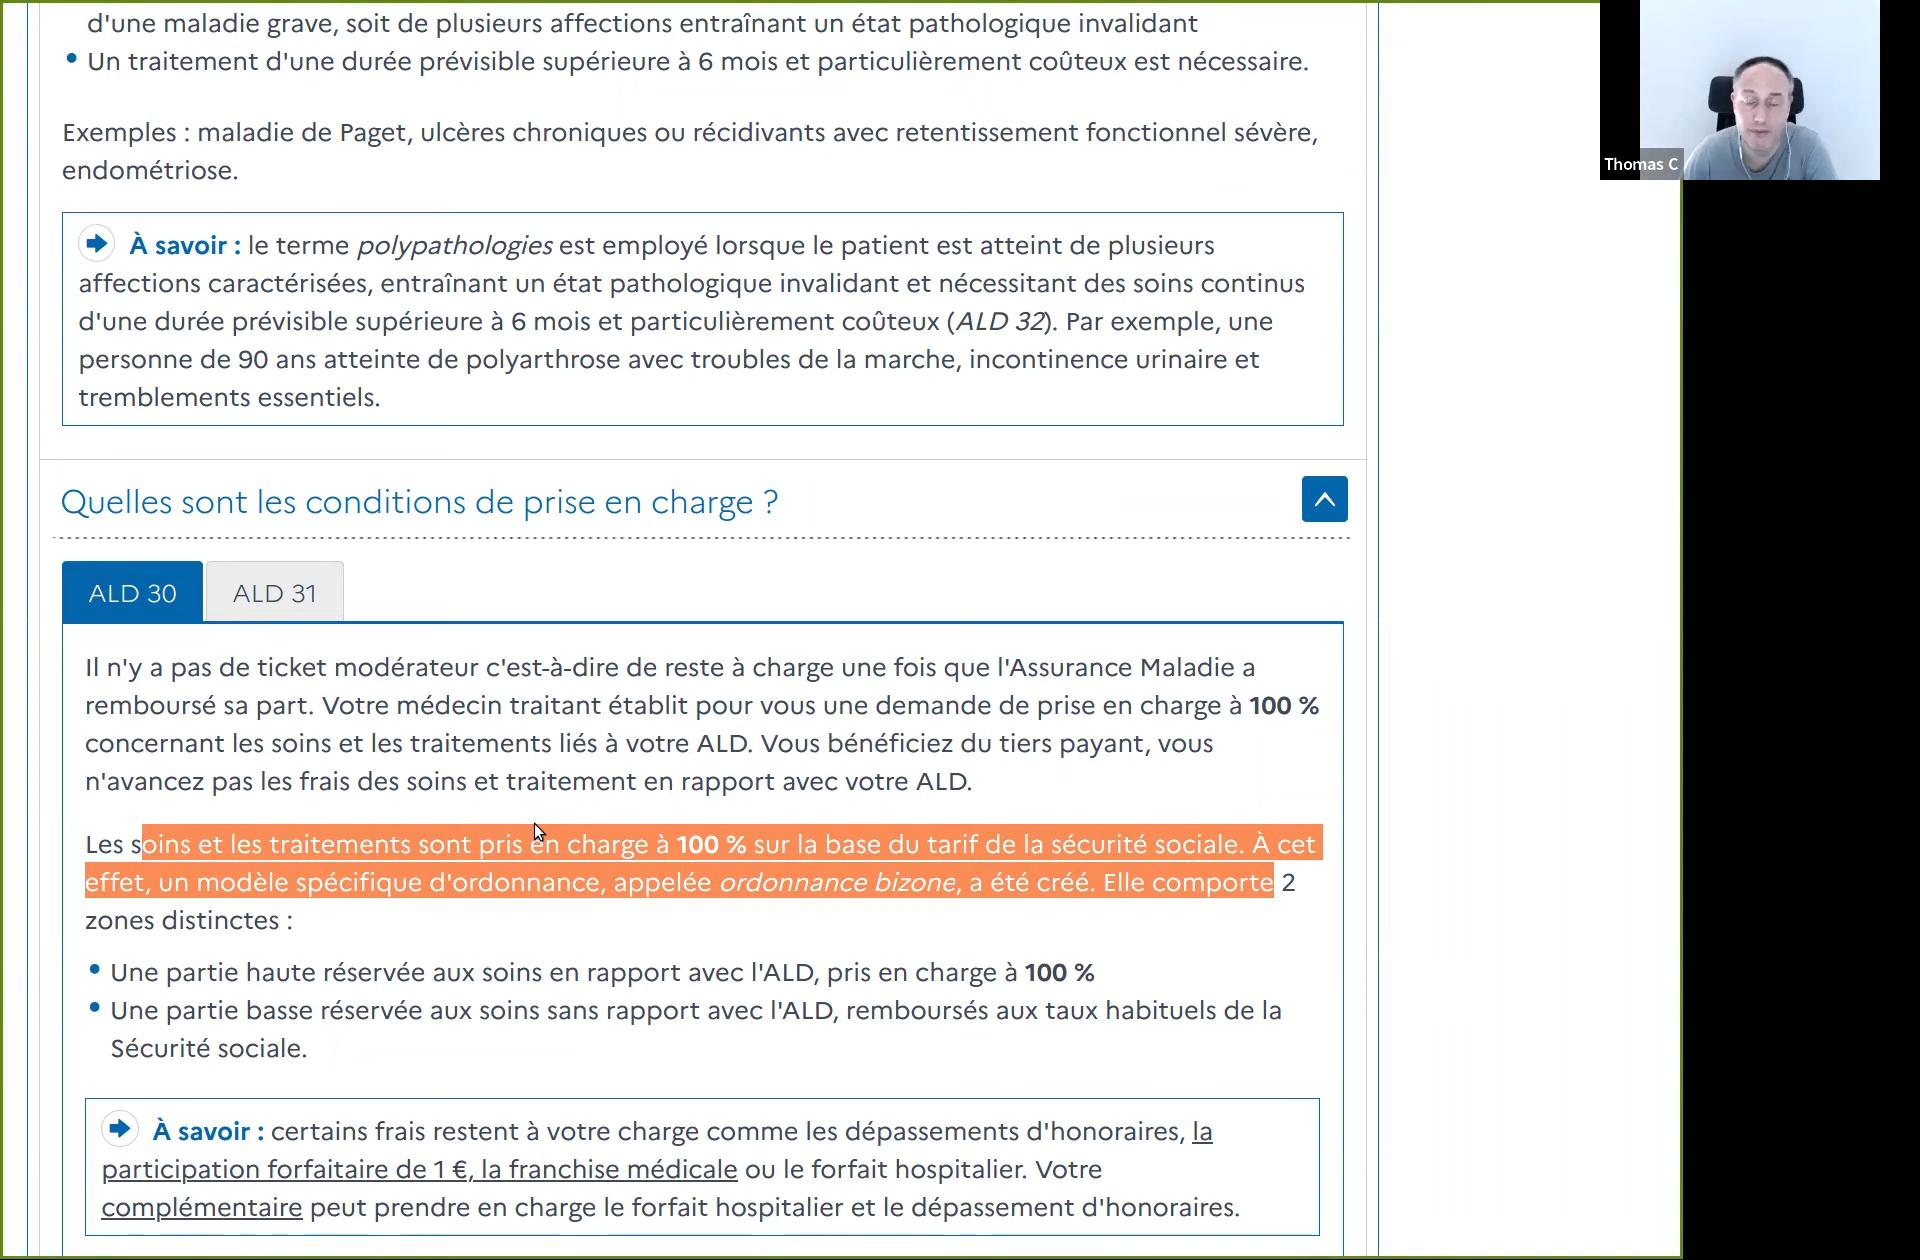 d'une maladie grave, soit de plusieurs affections entraînant un état pathologique invalidant
Un traitement d'une durée prévisible supérieure à 6 mois et particulièrement coûteux est nécessaire.
Exemples : maladie de Paget, ulcères chroniques ou récidivants avec retentissement fonctionnel sévère,
endométriose.
À savoir : le terme polypathologies est employé lorsque le patient est atteint de plusieurs
affections caractérisées, entraînant un état pathologique invalidant et nécessitant des soins continus
d'une durée prévisible supérieure à 6 mois et particulièrement coûteux (ALD 32). Par exemple, une
personne de 90 ans atteinte de polyarthrose avec troubles de la marche, incontinence urinaire et
tremblements essentiels.
Quelles sont les conditions de prise en charge ?
ALD 30
ALD 31
Il n'y a pas de ticket modérateur c'est-à-dire de reste à charge une fois que l'Assurance Maladie a
remboursé sa part. Votre médecin traitant établit pour vous une demande de prise en charge à 100 %
concernant les soins et les traitements liés à votre ALD. Vous bénéficiez du tiers payant, vous
n'avancez pas les frais des soins et traitement en rapport avec votre ALD.
Les soins et les traitements sont pris en charge à 100 % sur la base du tarif de la sécurité sociale. À cet
effet, un modèle spécifique d'ordonnance, appelée ordonnance bizone, a été créé. Elle comporte 2
zones distinctes :
Une partie haute réservée aux soins en rapport avec l'ALD, pris en charge à 100 %
Une partie basse réservée aux soins sans rapport avec l'ALD, remboursés aux taux habituels de la
Sécurité sociale.
À savoir : certains frais restent à votre charge comme les dépassements d'honoraires, la
participation forfaitaire de 1 €, la franchise médicale ou le forfait hospitalier. Votre
complémentaire peut prendre en charge le forfait hospitalier et le dépassement d'honoraires.
Thomas C